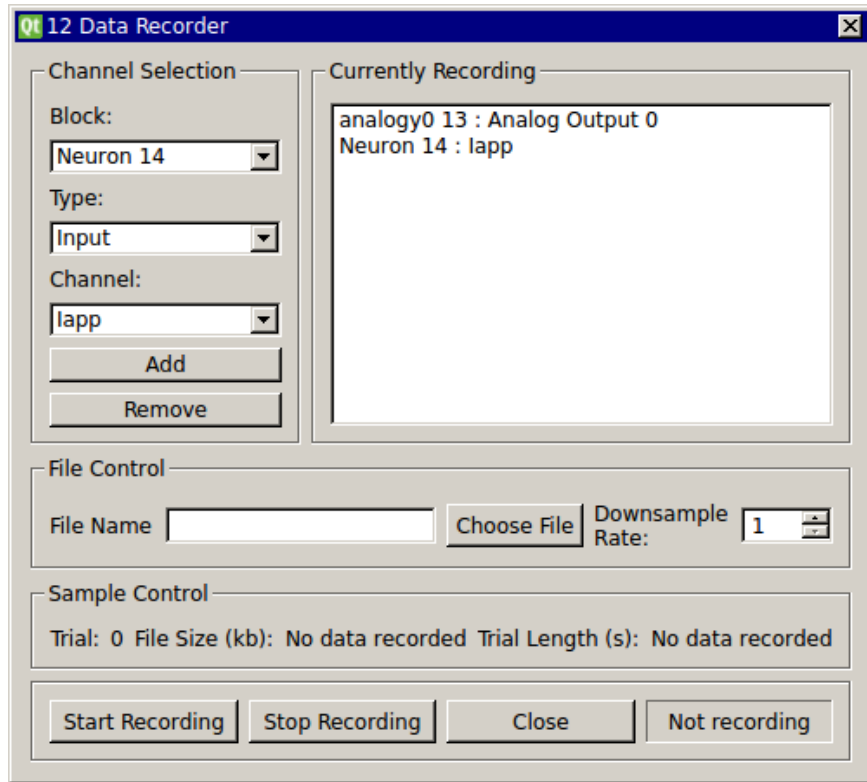 Qt 12 Data Recorder
Channel Selection
Block:
Neuron 14
Type:
Input
Channel:
Iapp
Add
Remove
Currently Recording
analogy0 13 : Analog Output 0
Neuron 14 : Iapp
File Control
File Name Choose File Downsample Rate: 1
Sample Control
Trial: 0 File Size (kb): No data recorded Trial Length (s): No data recorded
Start Recording Stop Recording Close Not recording